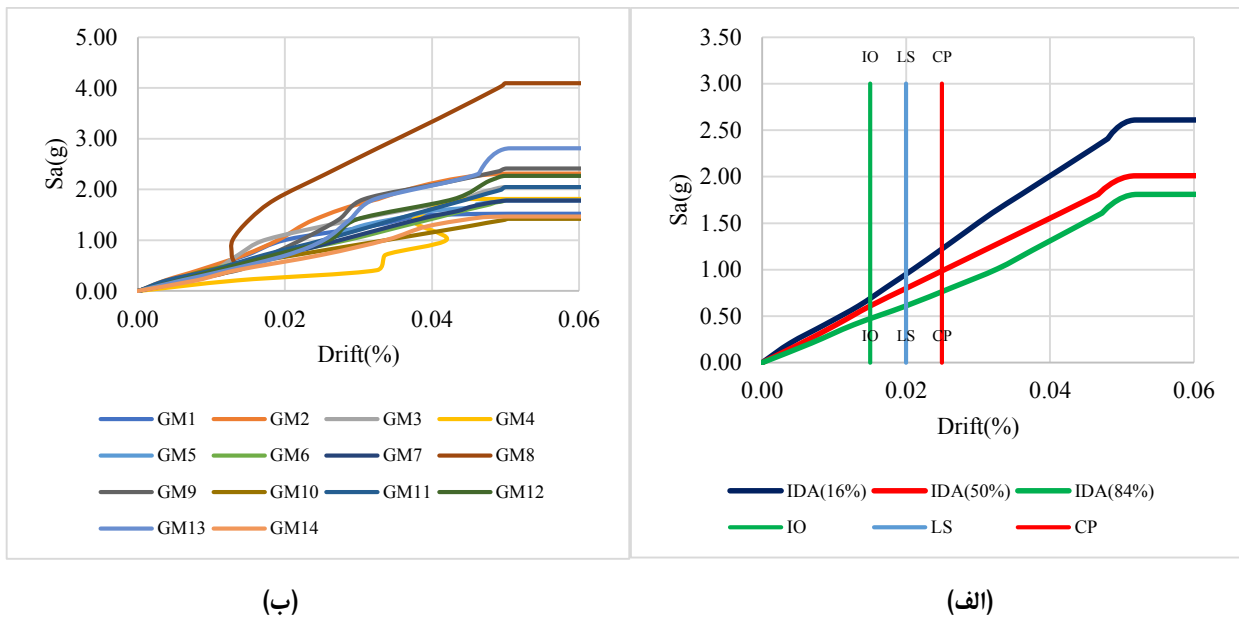 5.00
4.00
3.00
2.00
1.00
0.00
Sa(g)
0.00 0.02 0.04 0.06
Drift(%)
GM1 GM2 GM3 GM4
GM5 GM6 GM7 GM8
GM9 GM10 GM11 GM12
GM13 GM14
(ب)
3.50
3.00
2.50
2.00
1.50
1.00
0.50
0.00
Sa(g)
IO LS CP
IO LS CP
0.00 0.02 0.04 0.06
Drift(%)
IDA(16%) IDA(50%) IDA(84%)
IO LS CP
(الف)